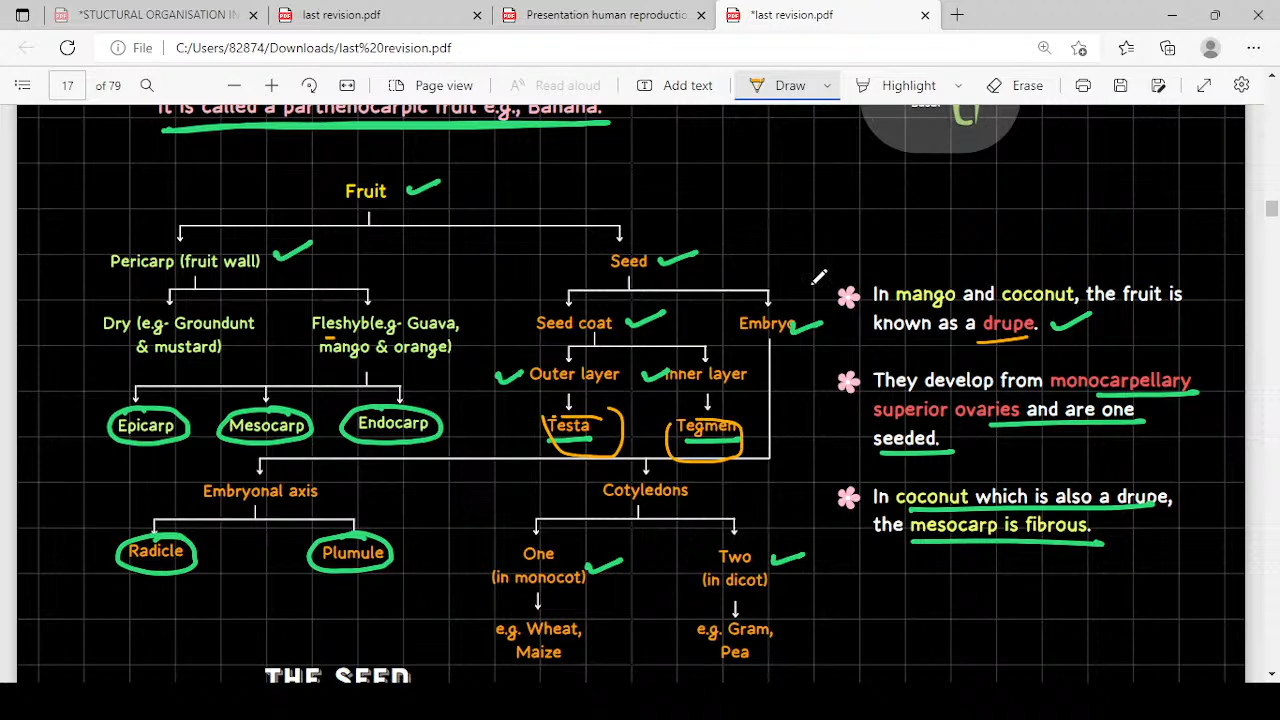 *STUCTURAL ORGANISATION IN
last revision.pdf
Presentation human reproductio
*last revision.pdf
File
C:/Users/82874/Downloads/last%20revision.pdf
17
of 79
Page view
Read aloud
Add text
Draw
Highlight
Erase
It is called a parthenocarpic fruit e.g., Banana.
Fruit
Pericarp (fruit wall)
Seed
Dry (e.g- Groundunt
& mustard)
Fleshyb(e.g- Guava,
mango & orange)
Seed coat
Embryo
Outer layer
Inner layer
Epicarp
Mesocarp
Endocarp
Testa
Tegmen
Embryonal axis
Cotyledons
Radicle
Plumule
One
(in monocot)
Two
(in dicot)
e.g. Wheat,
Maize
e.g. Gram,
Pea
In mango and coconut, the fruit is
known as a drupe.
They develop from monocarpellary
superior ovaries and are one
seeded.
In coconut which is also a drupe,
the mesocarp is fibrous.
THE SEED